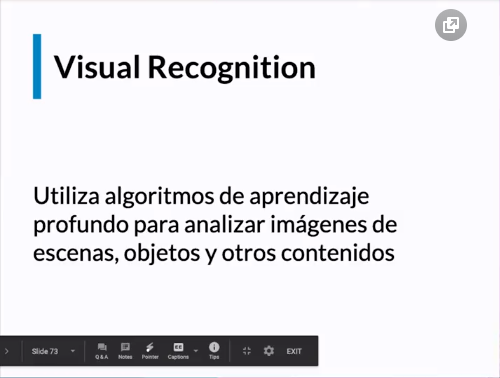 Visual Recognition
Utiliza algoritmos de aprendizaje
profundo para analizar imágenes de
escenas, objetos y otros contenidos
Slide 73
Q & A
Notes
Pointer
Captions
Tips
EXIT